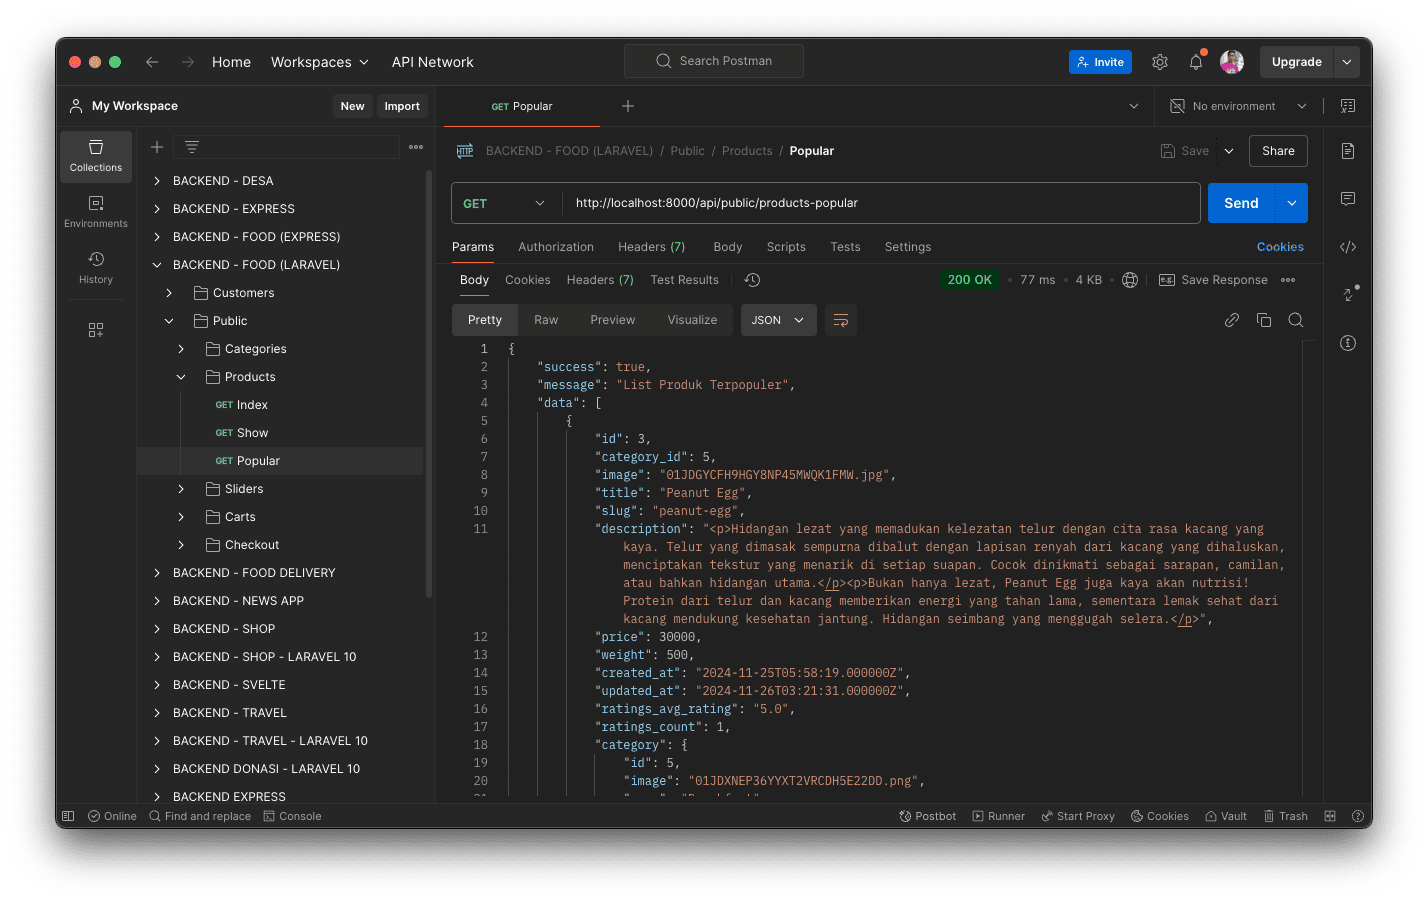 Home
Workspaces
API Network
Search Postman
Invite
Upgrade
My Workspace
New
Import
GET Popular
No environment
Collections
Environments
History
BACKEND - DESA
BACKEND - EXPRESS
BACKEND - FOOD (EXPRESS)
BACKEND - FOOD (LARAVEL)
Customers
Public
Categories
Products
GET Index
GET Show
GET Popular
Sliders
Carts
Checkout
BACKEND - FOOD DELIVERY
BACKEND - NEWS APP
BACKEND - SHOP
BACKEND - SHOP - LARAVEL 10
BACKEND - SVELTE
BACKEND - TRAVEL
BACKEND - TRAVEL - LARAVEL 10
BACKEND DONASI - LARAVEL 10
BACKEND EXPRESS
HTTP BACKEND - FOOD (LARAVEL) / Public / Products / Popular
Save
Share
GET http://localhost:8000/api/public/products-popular
Send
Params Authorization Headers (7) Body Scripts Tests Settings Cookies
Body Cookies Headers (7) Test Results 200 OK 77 ms 4 KB e.g. Save Response
Pretty Raw Preview Visualize JSON
1 {
2 "success": true,
3 "message": "List Produk Terpopuler",
4 "data": [
5 {
6 "id": 3,
7 "category_id": 5,
8 "image": "01JDGYCFH9HGY8NP45MWQK1FMW.jpg",
9 "title": "Peanut Egg",
10 "slug": "peanut-egg",
11 "description": "<p>Hidangan lezat yang memadukan kelezatan telur dengan cita rasa kacang yang
kaya. Telur yang dimasak sempurna dibalut dengan lapisan renyah dari kacang yang dihaluskan,
menciptakan tekstur yang menarik di setiap suapan. Cocok dinikmati sebagai sarapan, camilan,
atau bahkan hidangan utama.</p><p>Bukan hanya lezat, Peanut Egg juga kaya akan nutrisi!
Protein dari telur dan kacang memberikan energi yang tahan lama, sementara lemak sehat dari
kacang mendukung kesehatan jantung. Hidangan seimbang yang menggugah selera.</p>",
12 "price": 30000,
13 "weight": 500,
14 "created_at": "2024-11-25T05:58:19.000000Z",
15 "updated_at": "2024-11-26T03:21:31.000000Z",
16 "ratings_avg_rating": "5.0",
17 "ratings_count": 1,
18 "category": {
19 "id": 5,
20 "image": "01JDXNEP36YYXT2VRCDH5E22DD.png",
Online
Find and replace
Console
Postbot
Runner
Start Proxy
Cookies
Vault
Trash